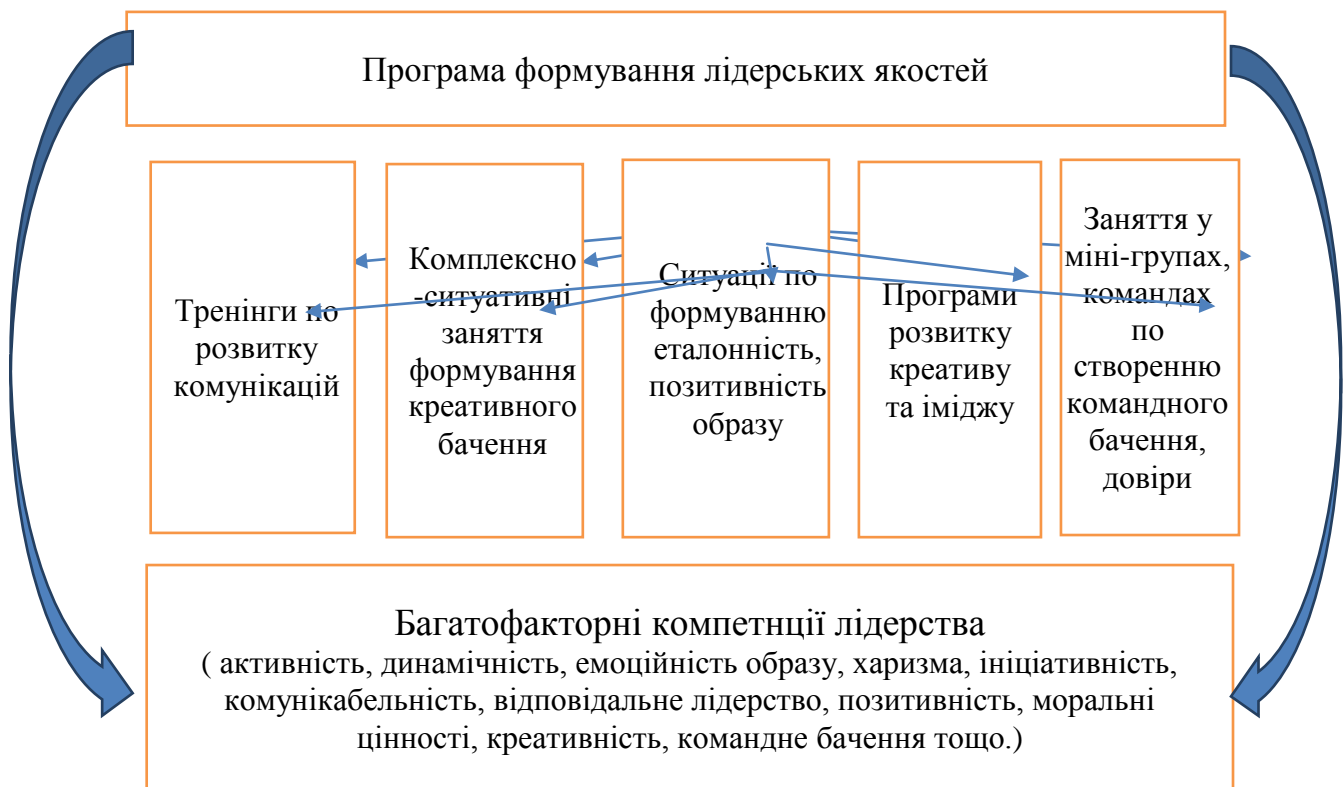 Програма формування лідерських якостей
Тренінги по
розвитку
комунікацій
Комплексно
-ситуативні
заняття
формування
креативного
бачення
Ситуації по
формуванню
еталонність,
позитивність
образу
Програми
розвитку
креативу
та іміджу
Заняття у
міні-групах,
командах
по
створенню
командного
бачення,
довіри
Багатофакторні компетнції лідерства
( активність, динамічність, емоційність образу, харизма, ініціативність,
комунікабельність, відповідальне лідерство, позитивність, моральні
цінності, креативність, командне бачення тощо.)